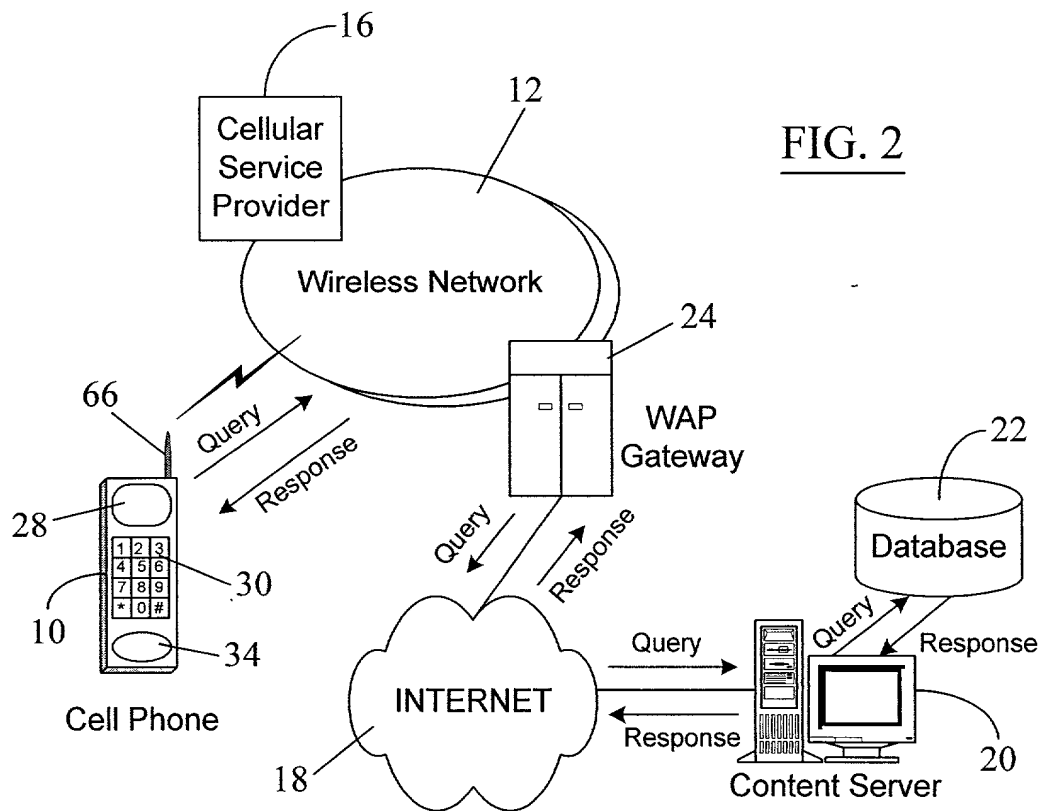 16
12
FIG. 2
Cellular
Service
Provider
Wireless Network
24
66
Query
Response
WAP
Gateway
22
28
1 2 3
4 5 6
7 8 9
* 0 #
30
10
34
Cell Phone
Query
Response
Database
Query
Response
INTERNET
18
Query
Response
20
Content Server